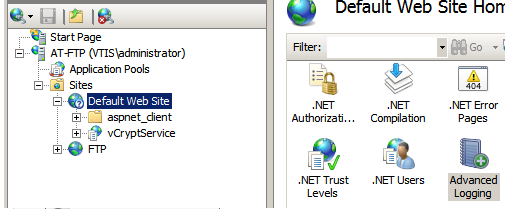 Default Web Site Hom
Start Page
AT-FTP (VTIS\administrator)
Application Pools
Sites
Default Web Site
aspnet_client
vCryptService
FTP
Filter:
Go
.NET
Authorizati...
.NET
Compilation
404
.NET Error
Pages
.NET Trust
Levels
.NET Users
Advanced
Logging